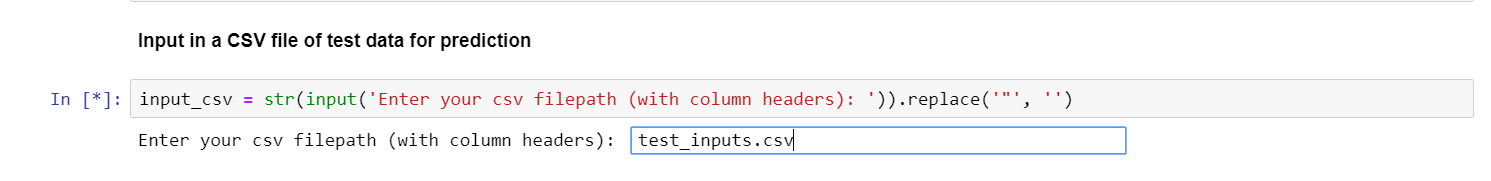 Input in a CSV file of test data for prediction
In [*]: input_csv = str(input('Enter your csv filepath (with column headers): ')).replace('"', '')
Enter your csv filepath (with column headers): test_inputs.csv